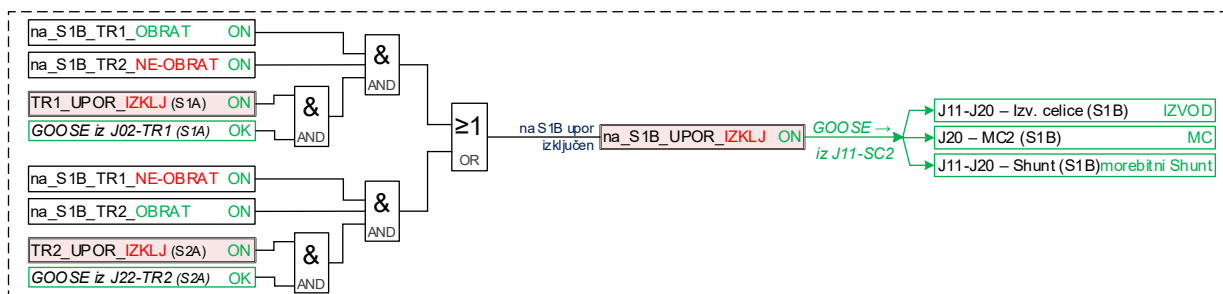 na_S1B_TR1_OBRAT ON
na_S1B_TR2_NE-OBRAT ON
TR1_UPOR_IZKLJ (S1A) ON
GOOSE iz J02-TR1 (S1A) OK
&
AND
&
AND
na_S1B_TR1_NE-OBRAT ON
na_S1B_TR2_OBRAT ON
TR2_UPOR_IZKLJ (S2A) ON
GOOSE iz J22-TR2 (S2A) OK
&
AND
&
AND
≥1
OR
na S1B upor
izključen
na_S1B_UPOR_IZKLJ ON
GOOSE →
iz J11-SC2
J11-J20 – Izv. celice (S1B) IZVOD
J20 – MC2 (S1B) MC
J11-J20 – Shunt (S1B) morebitni Shunt